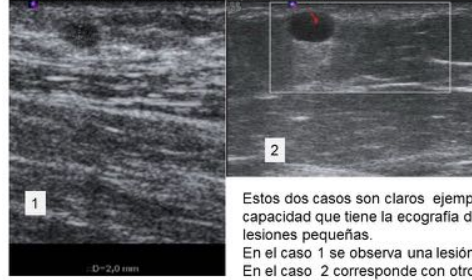 1
2
D=2,0 mm
Estos dos casos son claros
capacidad que tiene la ecografía
lesiones pequeñas.
En el caso 1 se observa una lesión
En el caso 2 corresponde con otro